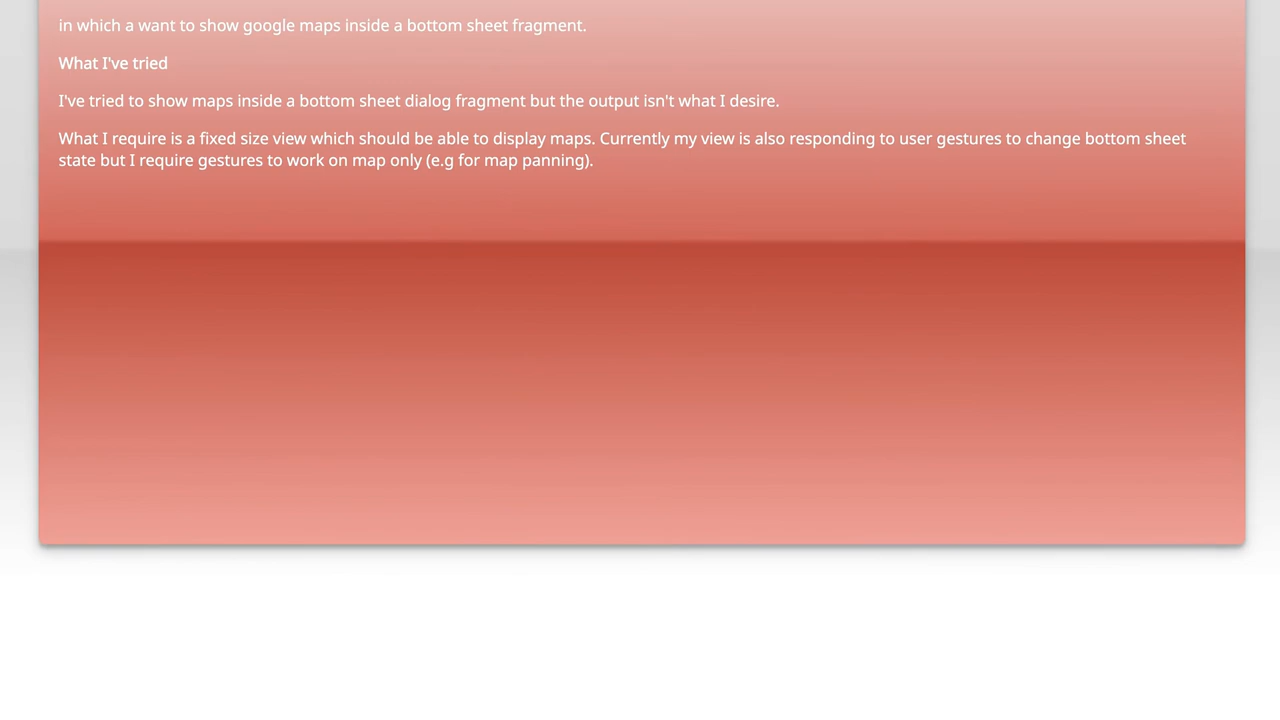 in which a want to show google maps inside a bottom sheet fragment.
What I've tried
I've tried to show maps inside a bottom sheet dialog fragment but the output isn't what I desire.
What I require is a fixed size view which should be able to display maps. Currently my view is also responding to user gestures to change bottom sheet
state but I require gestures to work on map only (e.g for map panning).